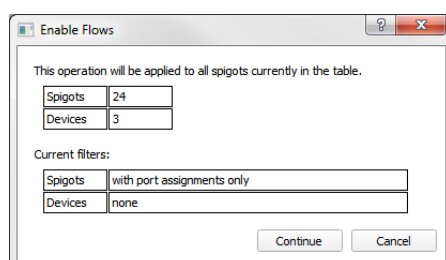 Enable Flows
?
This operation will be applied to all spigots currently in the table.
Spigots 24
Devices 3
Current filters:
Spigots with port assignments only
Devices none
Continue Cancel